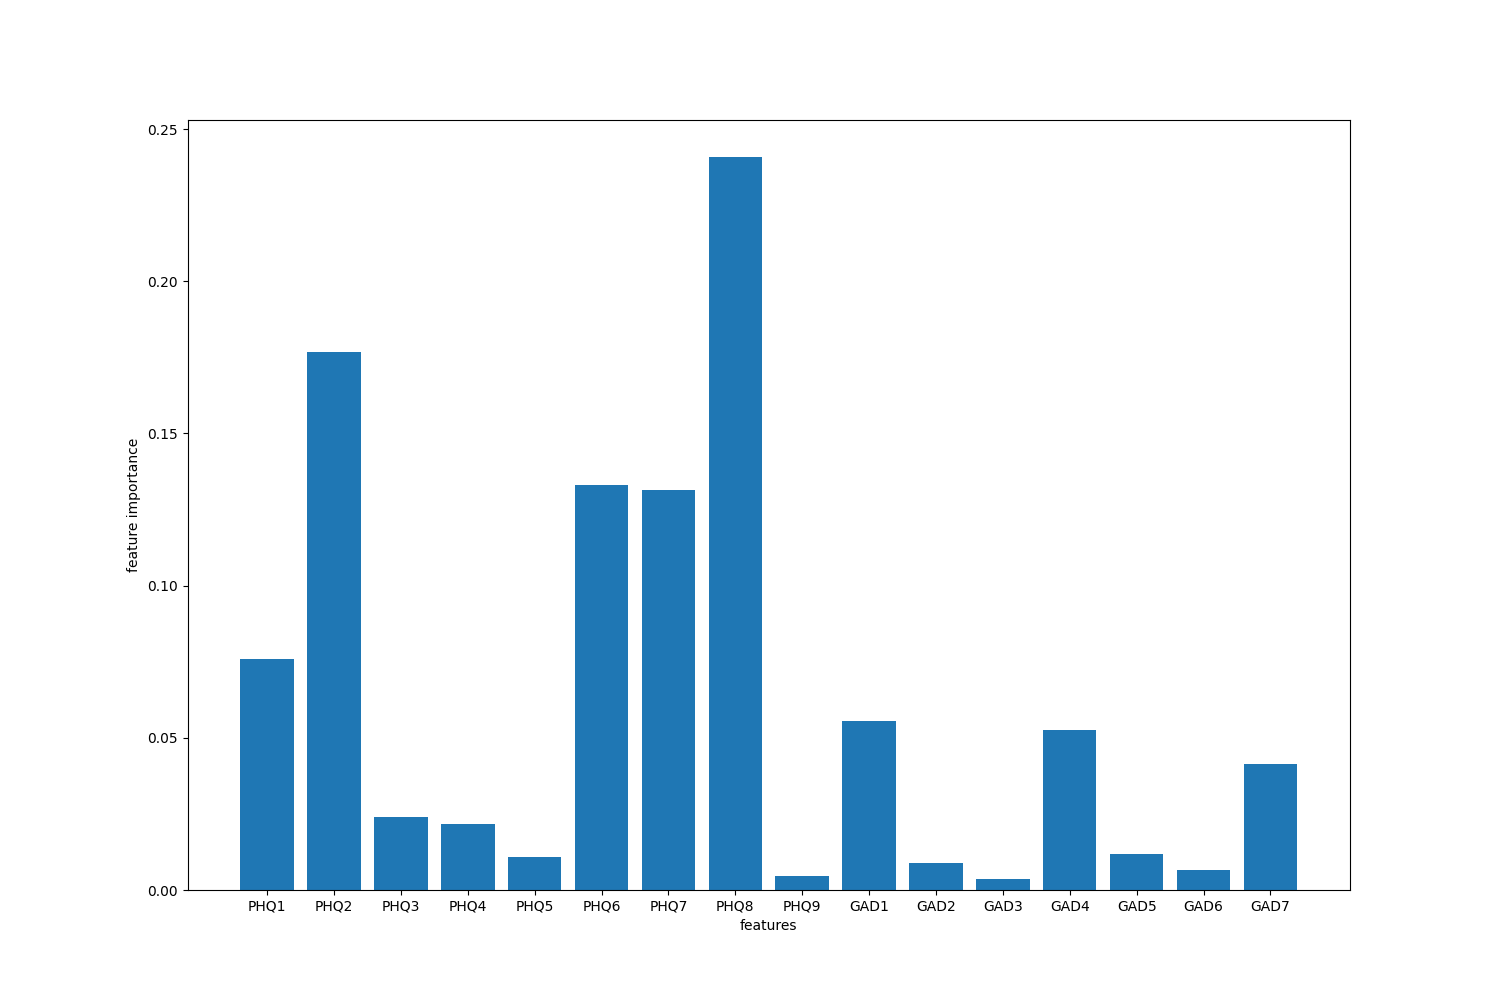 0.25
0.20
0.15
0.10
0.05
0.00
feature importance
PHQ1 PHQ2 PHQ3 PHQ4 PHQ5 PHQ6 PHQ7 PHQ8 PHQ9 GAD1 GAD2 GAD3 GAD4 GAD5 GAD6 GAD7
features